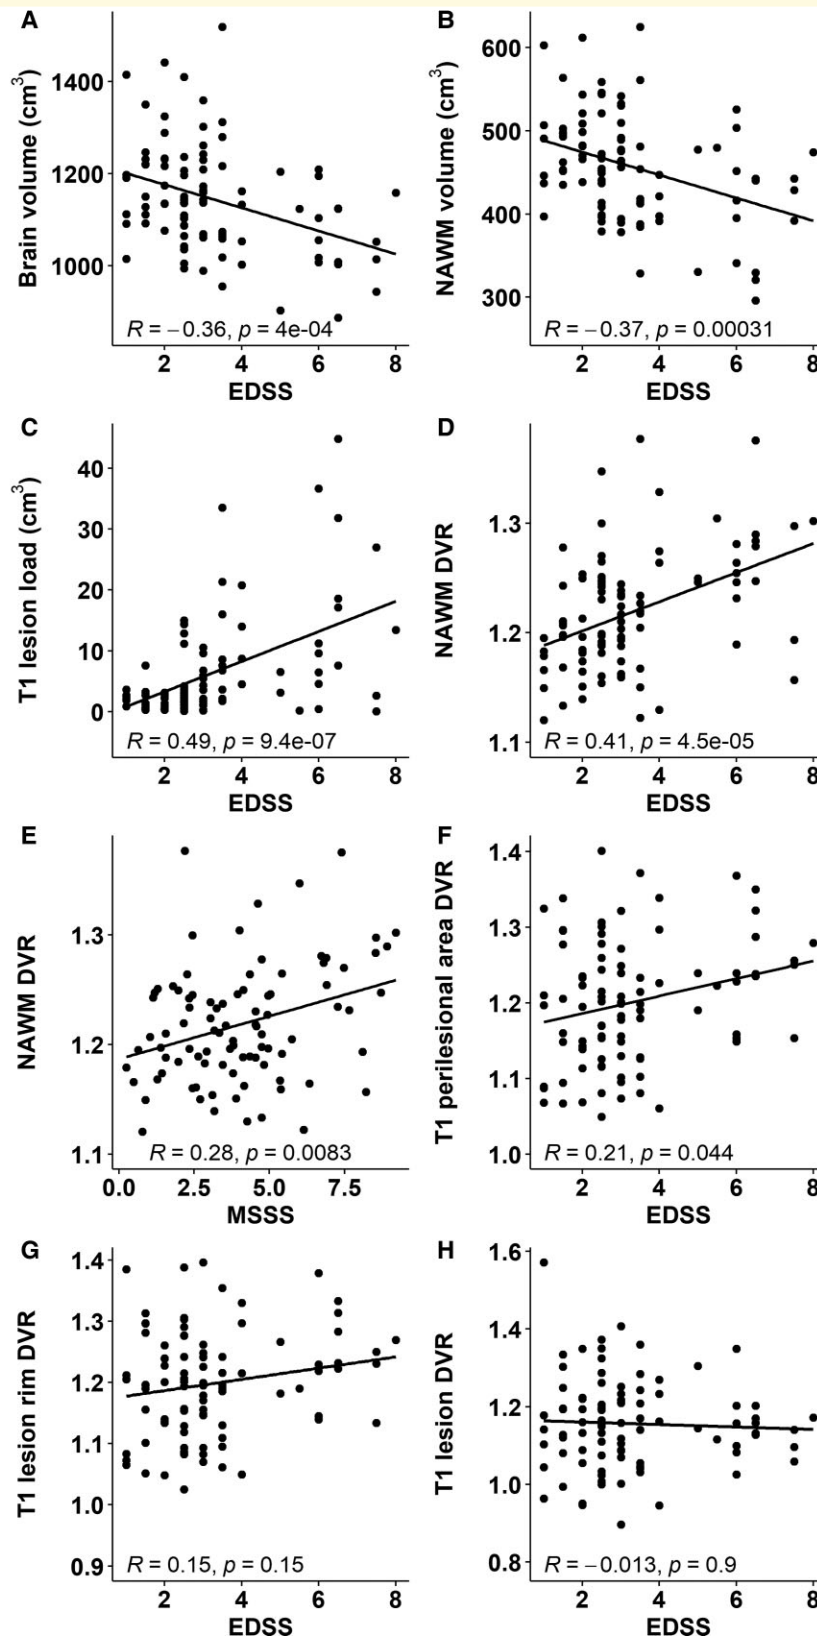 A
Brain volume (cm³)
1400
1200
1000
R = −0.36, p = 4e-04
2 4 6 8
EDSS
B
NAWM volume (cm³)
600
500
400
300
R = −0.37, p = 0.00031
2 4 6 8
EDSS
C
T1 lesion load (cm³)
40
30
20
10
0
R = 0.49, p = 9.4e-07
2 4 6 8
EDSS
D
NAWM DVR
1.3
1.2
1.1
R = 0.41, p = 4.5e-05
2 4 6 8
EDSS
E
NAWM DVR
1.3
1.2
1.1
R = 0.28, p = 0.0083
0.0 2.5 5.0 7.5
MSSS
F
T1 perilesional area DVR
1.4
1.3
1.2
1.1
1.0
R = 0.21, p = 0.044
2 4 6 8
EDSS
G
T1 lesion rim DVR
1.4
1.3
1.2
1.1
1.0
0.9
R = 0.15, p = 0.15
2 4 6 8
EDSS
H
T1 lesion DVR
1.6
1.4
1.2
1.0
0.8
R = −0.013, p = 0.9
2 4 6 8
EDSS